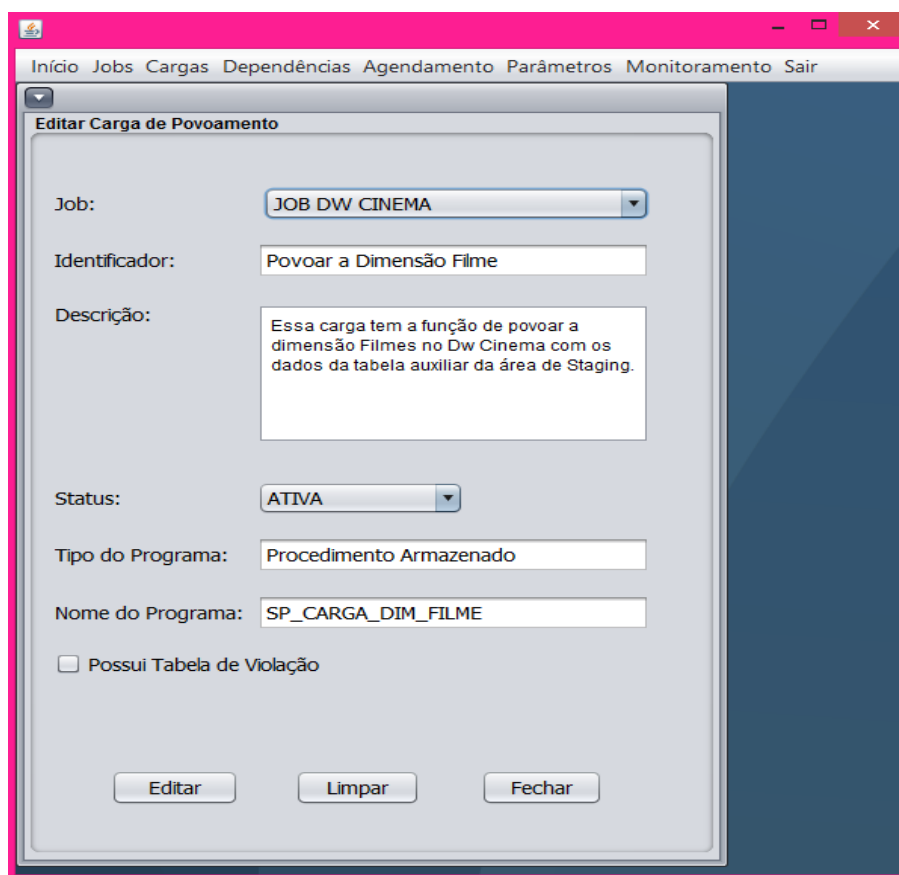 Início Jobs Cargas Dependências Agendamento Parâmetros Monitoramento Sair
Editar Carga de Povoamento
Job: JOB DW CINEMA
Identificador: Povoar a Dimensão Filme
Descrição: Essa carga tem a função de povoar a
dimensão Filmes no Dw Cinema com os
dados da tabela auxiliar da área de Staging.
Status: ATIVA
Tipo do Programa: Procedimento Armazenado
Nome do Programa: SP_CARGA_DIM_FILME
Possui Tabela de Violação
Editar Limpar Fechar